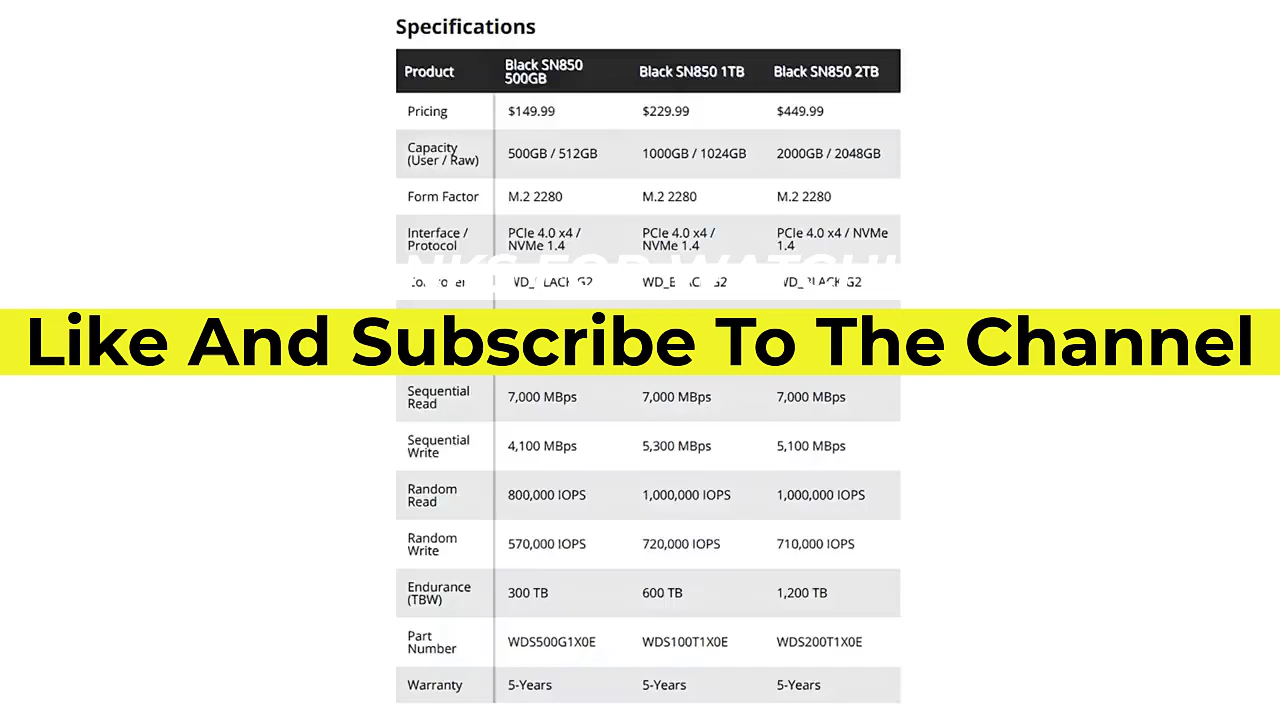 Specifications
Product Black SN850 500GB Black SN850 1TB Black SN850 2TB
Pricing $149.99 $229.99 $449.99
Capacity (User / Raw) 500GB / 512GB 1000GB / 1024GB 2000GB / 2048GB
Form Factor M.2 2280 M.2 2280 M.2 2280
Interface / Protocol PCIe 4.0 x4 / NVMe 1.4 PCIe 4.0 x4 / NVMe 1.4 PCIe 4.0 x4 / NVMe 1.4
FOR
Like And Subscribe To The Channel
Sequential Read 7,000 MBps 7,000 MBps 7,000 MBps
Sequential Write 4,100 MBps 5,300 MBps 5,100 MBps
Random Read 800,000 IOPS 1,000,000 IOPS 1,000,000 IOPS
Random Write 570,000 IOPS 720,000 IOPS 710,000 IOPS
Endurance (TBW) 300 TB 600 TB 1,200 TB
Part Number WDS500G1X0E WDS100T1X0E WDS200T1X0E
Warranty 5-Years 5-Years 5-Years